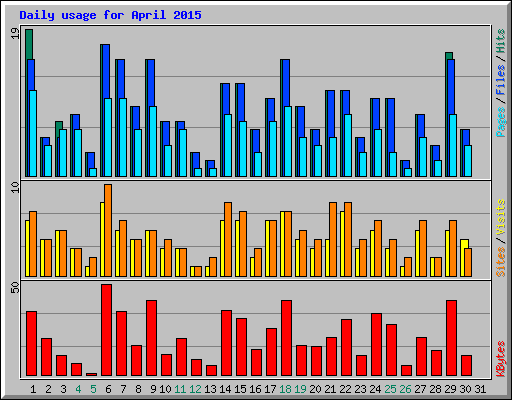 Daily usage for April 2015
19
Pages / Files / Hits
10
Sites / Visits
50
KBytes
1 2 3 4 5 6 7 8 9 10 11 12 13 14 15 16 17 18 19 20 21 22 23 24 25 26 27 28 29 30 31